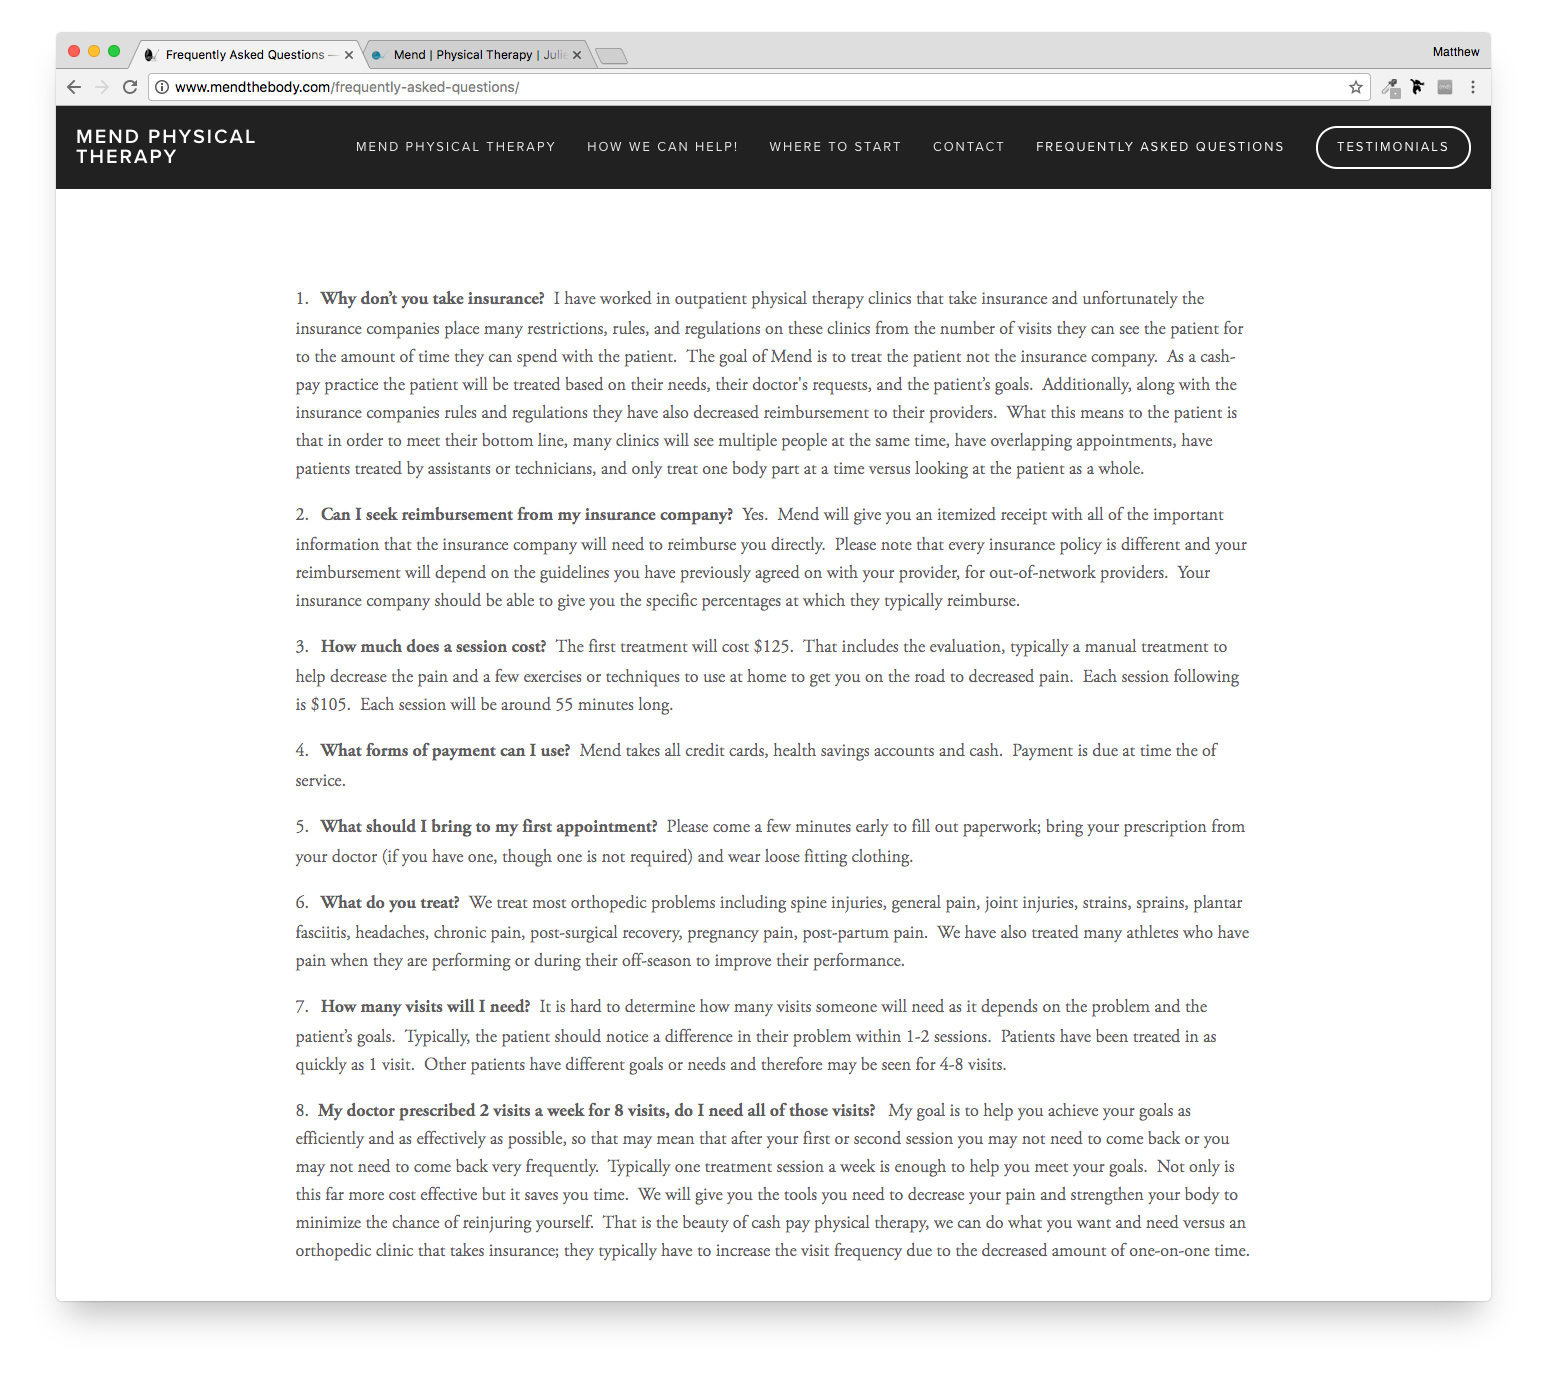 Frequently Asked Questions —
Mend | Physical Therapy | Julie
Matthew
www.mendthebody.com/frequently-asked-questions/
MEND PHYSICAL
THERAPY
MEND PHYSICAL THERAPY
HOW WE CAN HELP!
WHERE TO START
CONTACT
FREQUENTLY ASKED QUESTIONS
TESTIMONIALS
1. Why don't you take insurance? I have worked in outpatient physical therapy clinics that take insurance and unfortunately the
insurance companies place many restrictions, rules, and regulations on these clinics from the number of visits they can see the patient for
to the amount of time they can spend with the patient. The goal of Mend is to treat the patient not the insurance company. As a cash-
pay practice the patient will be treated based on their needs, their doctor's requests, and the patient's goals. Additionally, along with the
insurance companies rules and regulations they have also decreased reimbursement to their providers. What this means to the patient is
that in order to meet their bottom line, many clinics will see multiple people at the same time, have overlapping appointments, have
patients treated by assistants or technicians, and only treat one body part at a time versus looking at the patient as a whole.
2. Can I seek reimbursement from my insurance company? Yes. Mend will give you an itemized receipt with all of the important
information that the insurance company will need to reimburse you directly. Please note that every insurance policy is different and your
reimbursement will depend on the guidelines you have previously agreed on with your provider, for out-of-network providers. Your
insurance company should be able to give you the specific percentages at which they typically reimburse.
3. How much does a session cost? The first treatment will cost $125. That includes the evaluation, typically a manual treatment to
help decrease the pain and a few exercises or techniques to use at home to get you on the road to decreased pain. Each session following
is $105. Each session will be around 55 minutes long.
4. What forms of payment can I use? Mend takes all credit cards, health savings accounts and cash. Payment is due at time the of
service.
5. What should I bring to my first appointment? Please come a few minutes early to fill out paperwork; bring your prescription from
your doctor (if you have one, though one is not required) and wear loose fitting clothing.
6. What do you treat? We treat most orthopedic problems including spine injuries, general pain, joint injuries, strains, sprains, plantar
fasciitis, headaches, chronic pain, post-surgical recovery, pregnancy pain, post-partum pain. We have also treated many athletes who have
pain when they are performing or during their off-season to improve their performance.
7. How many visits will I need? It is hard to determine how many visits someone will need as it depends on the problem and the
patient's goals. Typically, the patient should notice a difference in their problem within 1-2 sessions. Patients have been treated in as
quickly as 1 visit. Other patients have different goals or needs and therefore may be seen for 4-8 visits.
8. My doctor prescribed 2 visits a week for 8 visits, do I need all of those visits? My goal is to help you achieve your goals as
efficiently and as effectively as possible, so that may mean that after your first or second session you may not need to come back or you
may not need to come back very frequently. Typically one treatment session a week is enough to help you meet your goals. Not only is
this far more cost effective but it saves you time. We will give you the tools you need to decrease your pain and strengthen your body to
minimize the chance of reinjuring yourself. That is the beauty of cash pay physical therapy, we can do what you want and need versus an
orthopedic clinic that takes insurance; they typically have to increase the visit frequency due to the decreased amount of one-on-one time.